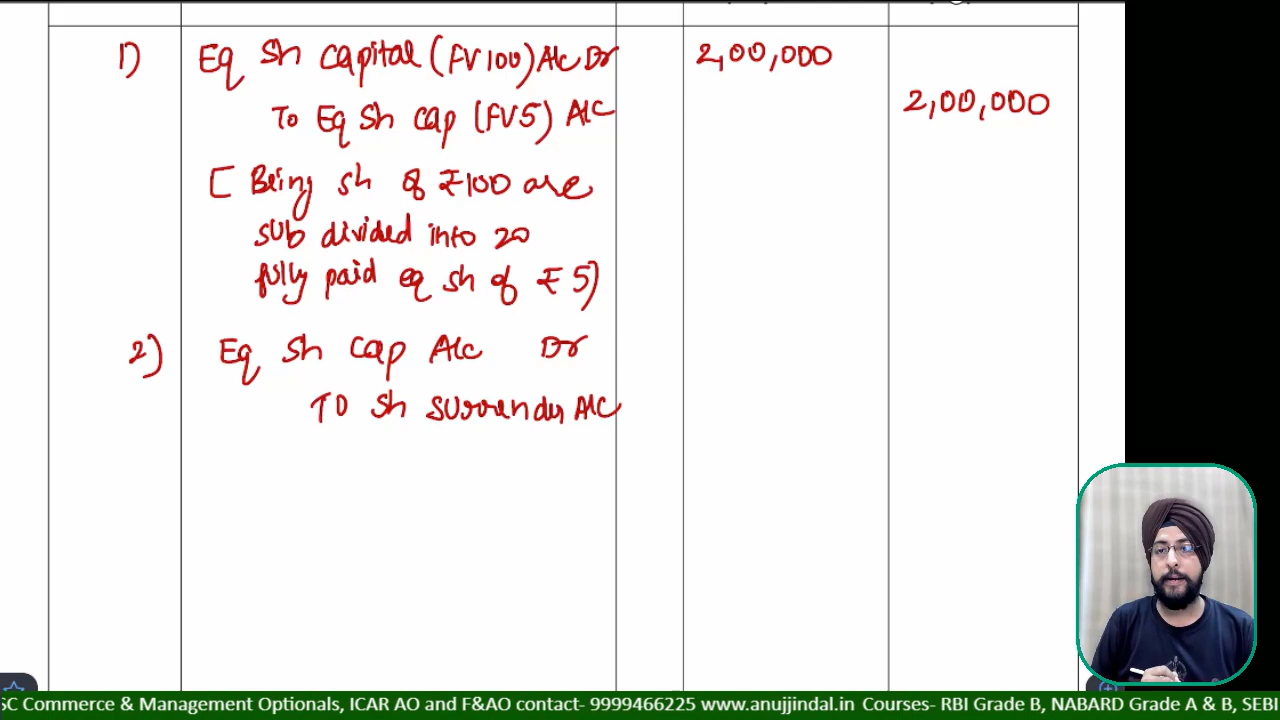 1) Eq Sh Capital (FV 100) A/c Dr 2,00,000
To Eq Sh Cap (FV5) A/c 2,00,000
[ Being sh of ₹100 are
sub divided into 20
fully paid eq sh of ₹ 5)
2) Eq Sh Cap A/c Dr
To Sh Surrender A/c
SC Commerce & Management Optionals, ICAR AO and F&AO contact- 9999466225 www.anujjindal.in Courses- RBI Grade B, NABARD Grade A & B, SEBI